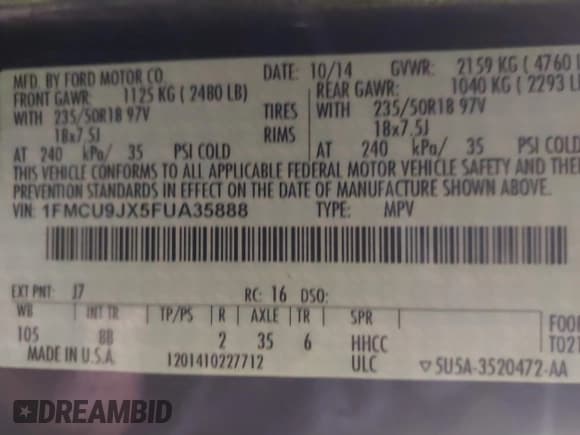 MFD. BY FORD MOTOR CO. DATE: 10/14 GVWR: 2159 KG ( 4760
FRONT GAWR: 1125 KG ( 2480 LB) REAR GAWR: 1040 KG ( 2293 L
WITH 235/50R18 97V TIRES WITH 235/50R18 97V
18x7.5J RIMS 18x7.5J
AT 240 kPa/ 35 PSI COLD AT 240 kPa/ 35 PSI COLD
THIS VEHICLE CONFORMS TO ALL APPLICABLE FEDERAL MOTOR VEHICLE SAFETY AND THE
PREVENTION STANDARDS IN EFFECT ON THE DATE OF MANUFACTURE SHOWN ABOVE.
VIN: 1FMCU9JX5FUA35888 TYPE: MPV
EXT PNT: J7 RC: 16 DSO:
WB INT TR TP/PS R AXLE TR SPR
105 8B 2 35 6 HHCC
MADE IN U.S.A. 1201410227712 ULC ▽5U5A-3520472-AA
T021
DREAMBID